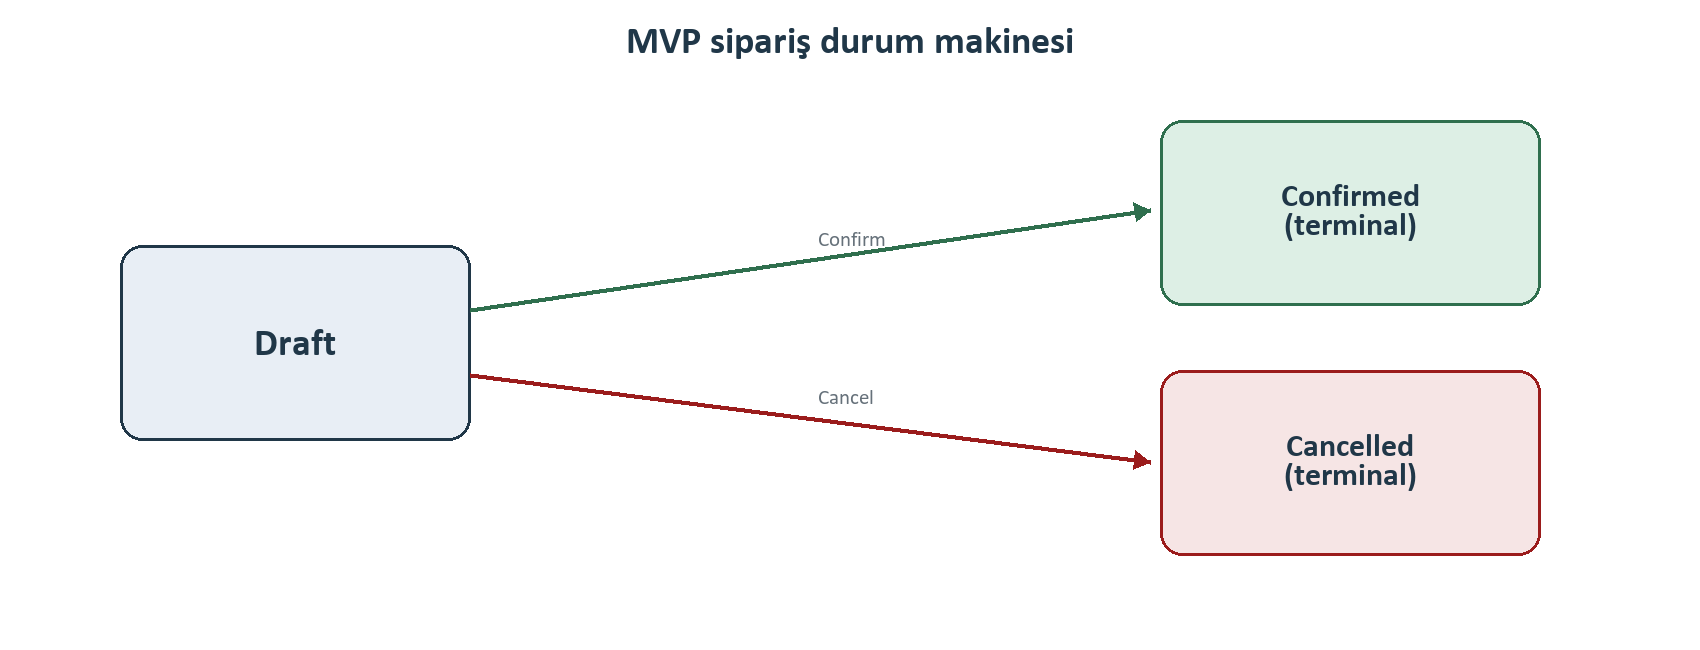 MVP sipariş durum makinesi
Draft
Confirm
Cancel
Confirmed
(terminal)
Cancelled
(terminal)